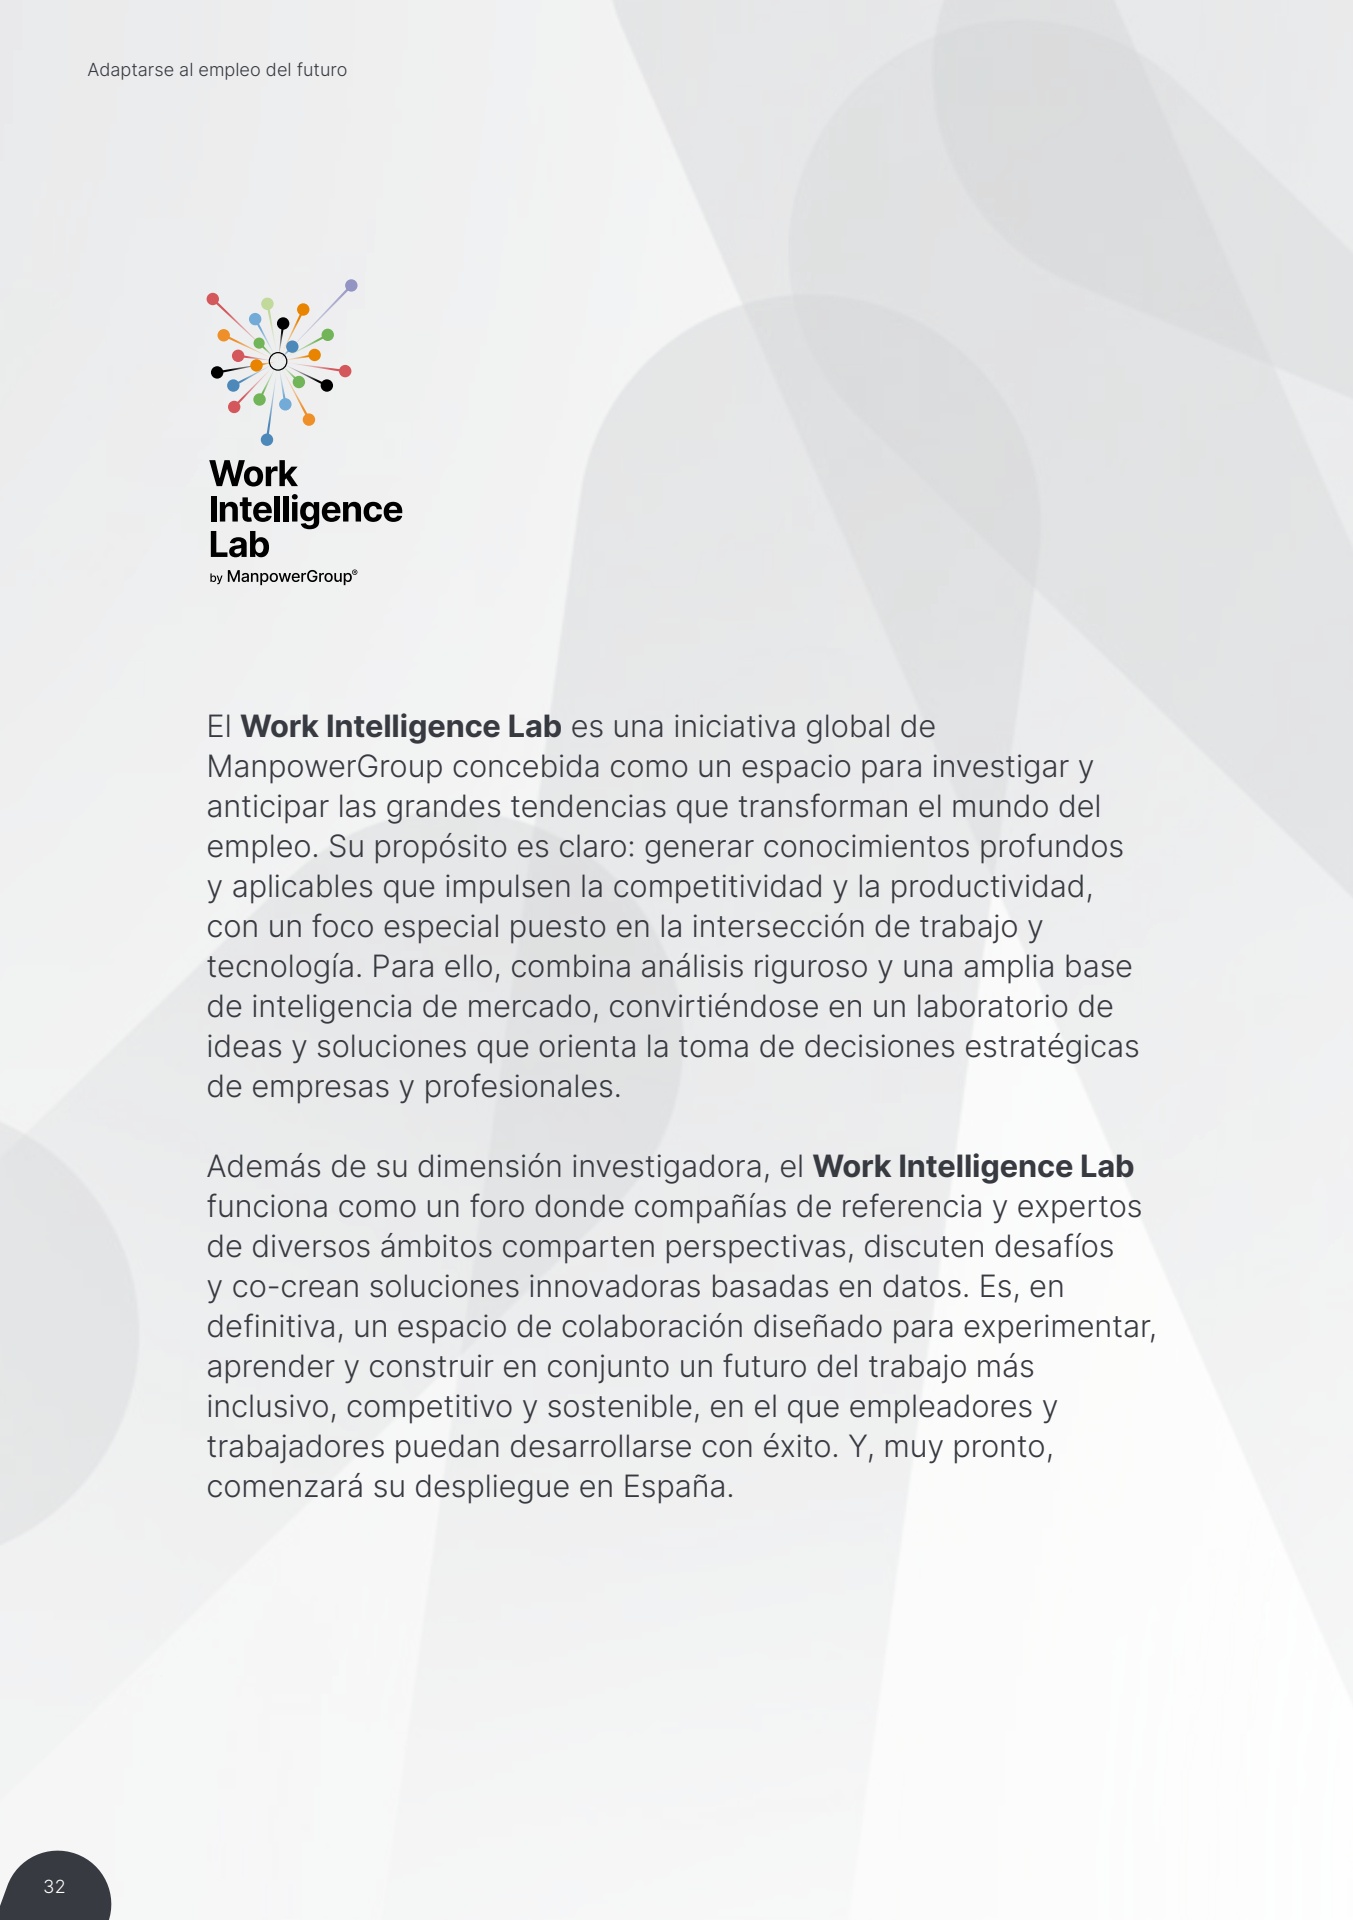 Adaptarse al empleo del futuro
Work
Intelligence
Lab
by ManpowerGroup®
El Work Intelligence Lab es una iniciativa global de
ManpowerGroup concebida como un espacio para investigar y
anticipar las grandes tendencias que transforman el mundo del
empleo. Su propósito es claro: generar conocimientos profundos
y aplicables que impulsen la competitividad y la productividad,
con un foco especial puesto en la intersección de trabajo y
tecnología. Para ello, combina análisis riguroso y una amplia base
de inteligencia de mercado, convirtiéndose en un laboratorio de
ideas y soluciones que orienta la toma de decisiones estratégicas
de empresas y profesionales.
Además de su dimensión investigadora, el Work Intelligence Lab
funciona como un foro donde compañías de referencia y expertos
de diversos ámbitos comparten perspectivas, discuten desafíos
y co-crean soluciones innovadoras basadas en datos. Es, en
definitiva, un espacio de colaboración diseñado para experimentar,
aprender y construir en conjunto un futuro del trabajo más
inclusivo, competitivo y sostenible, en el que empleadores y
trabajadores puedan desarrollarse con éxito. Y, muy pronto,
comenzará su despliegue en España.
32